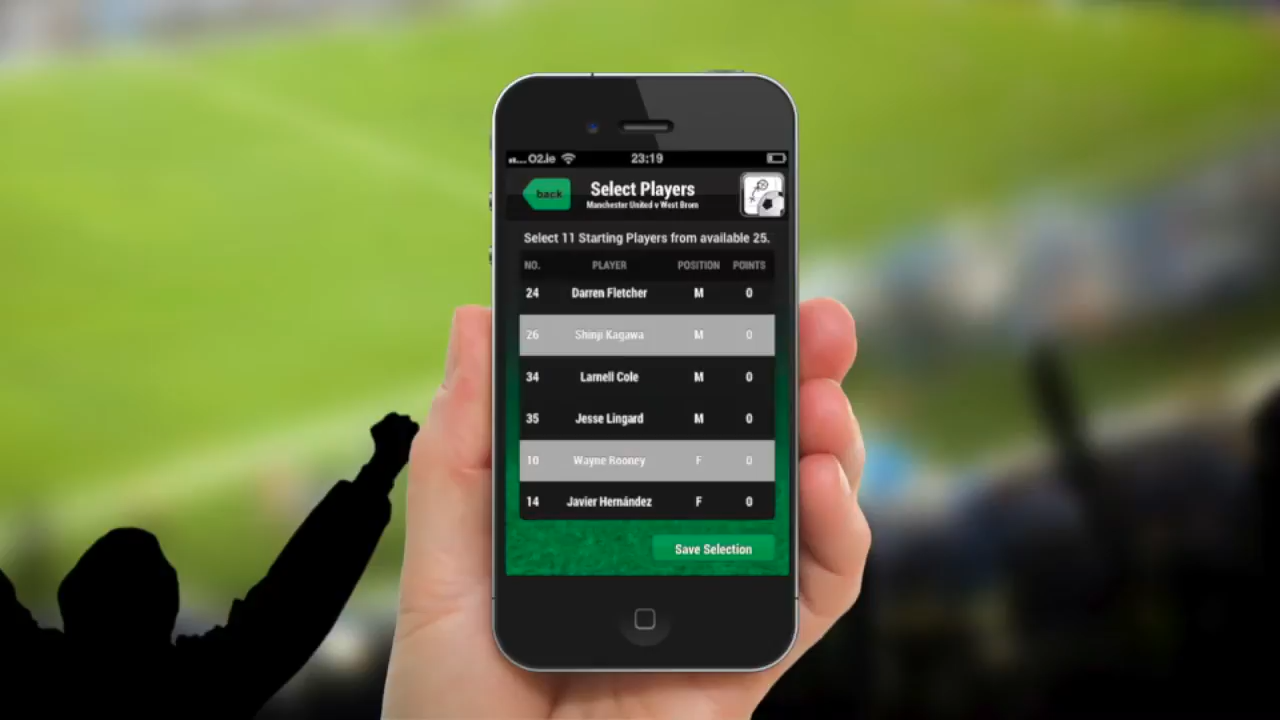 O2.ie 23:19
back Select Players
Manchester United v West Brom
Select 11 Starting Players from available 25.
NO. PLAYER POSITION POINTS
24 Darren Fletcher M 0
26 Shinji Kagawa M 0
34 Larnell Cole M 0
35 Jesse Lingard M 0
10 Wayne Rooney F 0
14 Javier Hernández F 0
Save Selection